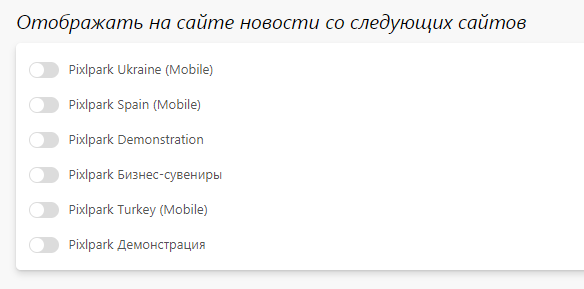 Отображать на сайте новости со следующих сайтов
Pixlpark Ukraine (Mobile)
Pixlpark Spain (Mobile)
Pixlpark Demonstration
Pixlpark Бизнес-сувениры
Pixlpark Turkey (Mobile)
Pixlpark Демонстрация